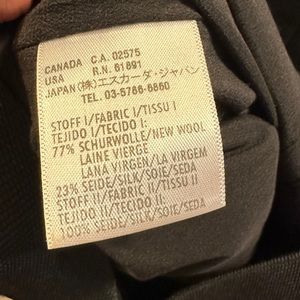 CANADA C.A. 02575
USA R.N. 61891
JAPAN (株)エスカーダ・ジャパン
TEL. 03-5766-6860
STOFF I/FABRIC I/TISSU I
TEJIDO I/TECIDO I:
77% SCHURWOLLE/NEW WOOL
LAINE VIERGE
LANA VIRGEN/LA VIRGEM
23% SEIDE/SILK/SOIE/SEDA
STOFF II/FABRIC II/TISSU II
TEJIDO II/TECIDO II:
100% SEIDE/SILK/SOIE/SEDA